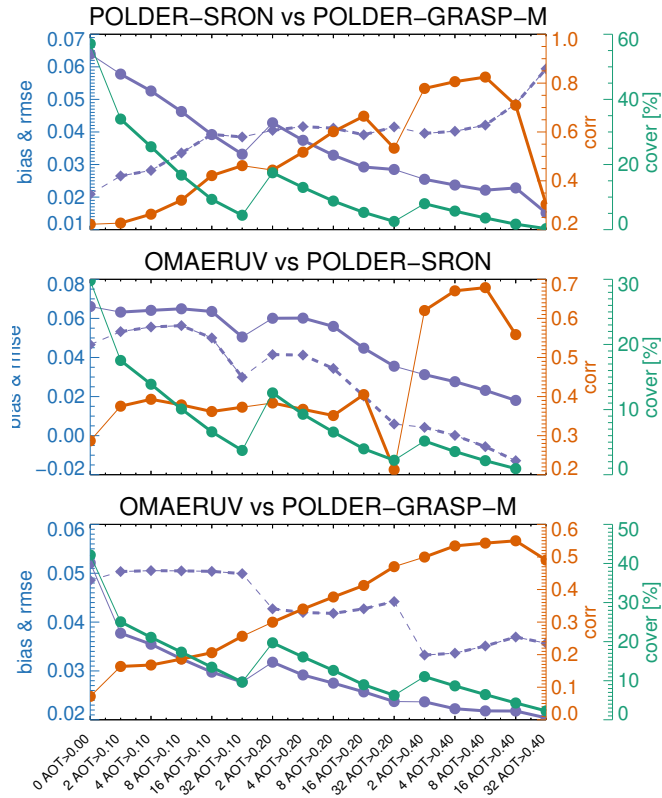 POLDER−SRON vs POLDER−GRASP−M
0.07
0.06
0.05
0.04
0.03
0.02
0.01
bias & rmse
1.0
0.8
0.6
0.4
0.2
corr
60
40
20
0
cover [%]
OMAERUV vs POLDER−SRON
0.08
0.06
0.04
0.02
0.00
−0.02
bias & rmse
0.7
0.6
0.5
0.4
0.3
0.2
corr
30
20
10
0
cover [%]
OMAERUV vs POLDER−GRASP−M
0.06
0.05
0.04
0.03
0.02
bias & rmse
0.6
0.5
0.4
0.3
0.2
0.1
0.0
corr
50
40
30
20
10
0
cover [%]
0 AOT>0.00
2 AOT>0.10
4 AOT>0.10
8 AOT>0.10
16 AOT>0.10
32 AOT>0.10
2 AOT>0.20
4 AOT>0.20
8 AOT>0.20
16 AOT>0.20
32 AOT>0.20
2 AOT>0.40
4 AOT>0.40
8 AOT>0.40
16 AOT>0.40
32 AOT>0.40